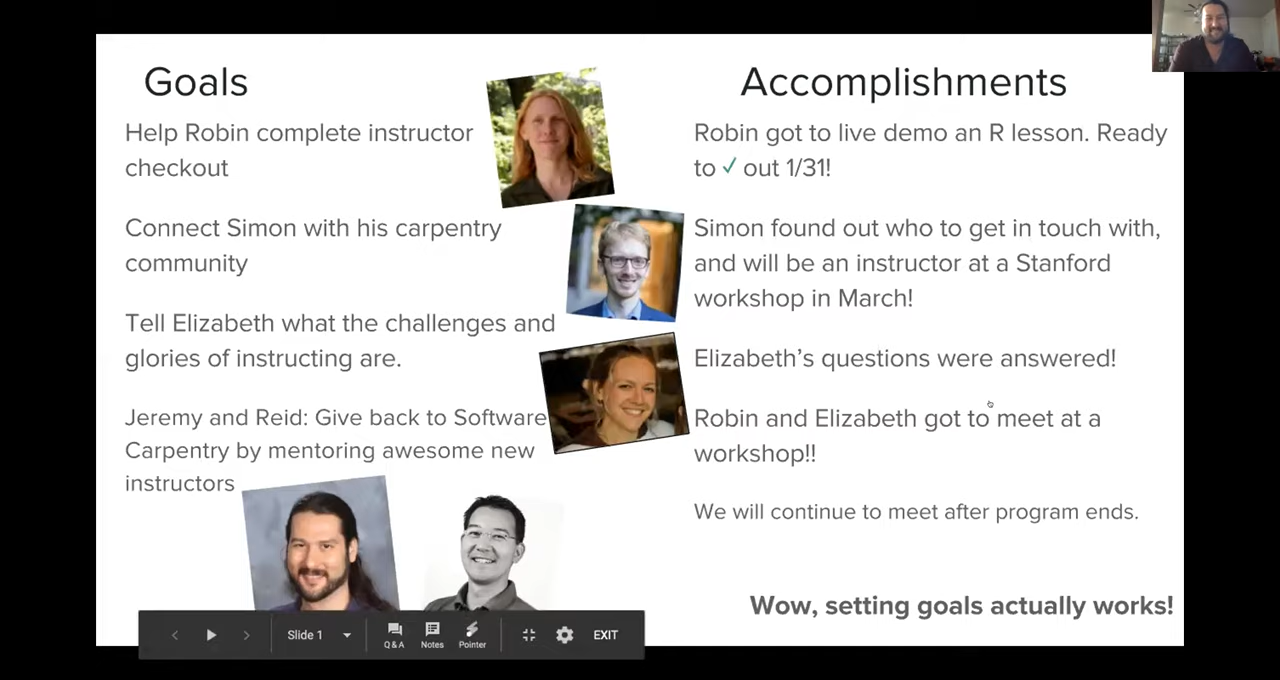 Goals
Help Robin complete instructor
checkout
Connect Simon with his carpentry
community
Tell Elizabeth what the challenges and
glories of instructing are.
Jeremy and Reid: Give back to Software
Carpentry by mentoring awesome new
instructors
Accomplishments
Robin got to live demo an R lesson. Ready
to ✓ out 1/31!
Simon found out who to get in touch with,
and will be an instructor at a Stanford
workshop in March!
Elizabeth’s questions were answered!
Robin and Elizabeth got to meet at a
workshop!!
We will continue to meet after program ends.
Wow, setting goals actually works!
Slide 1
Q & A
Notes
Pointer
EXIT